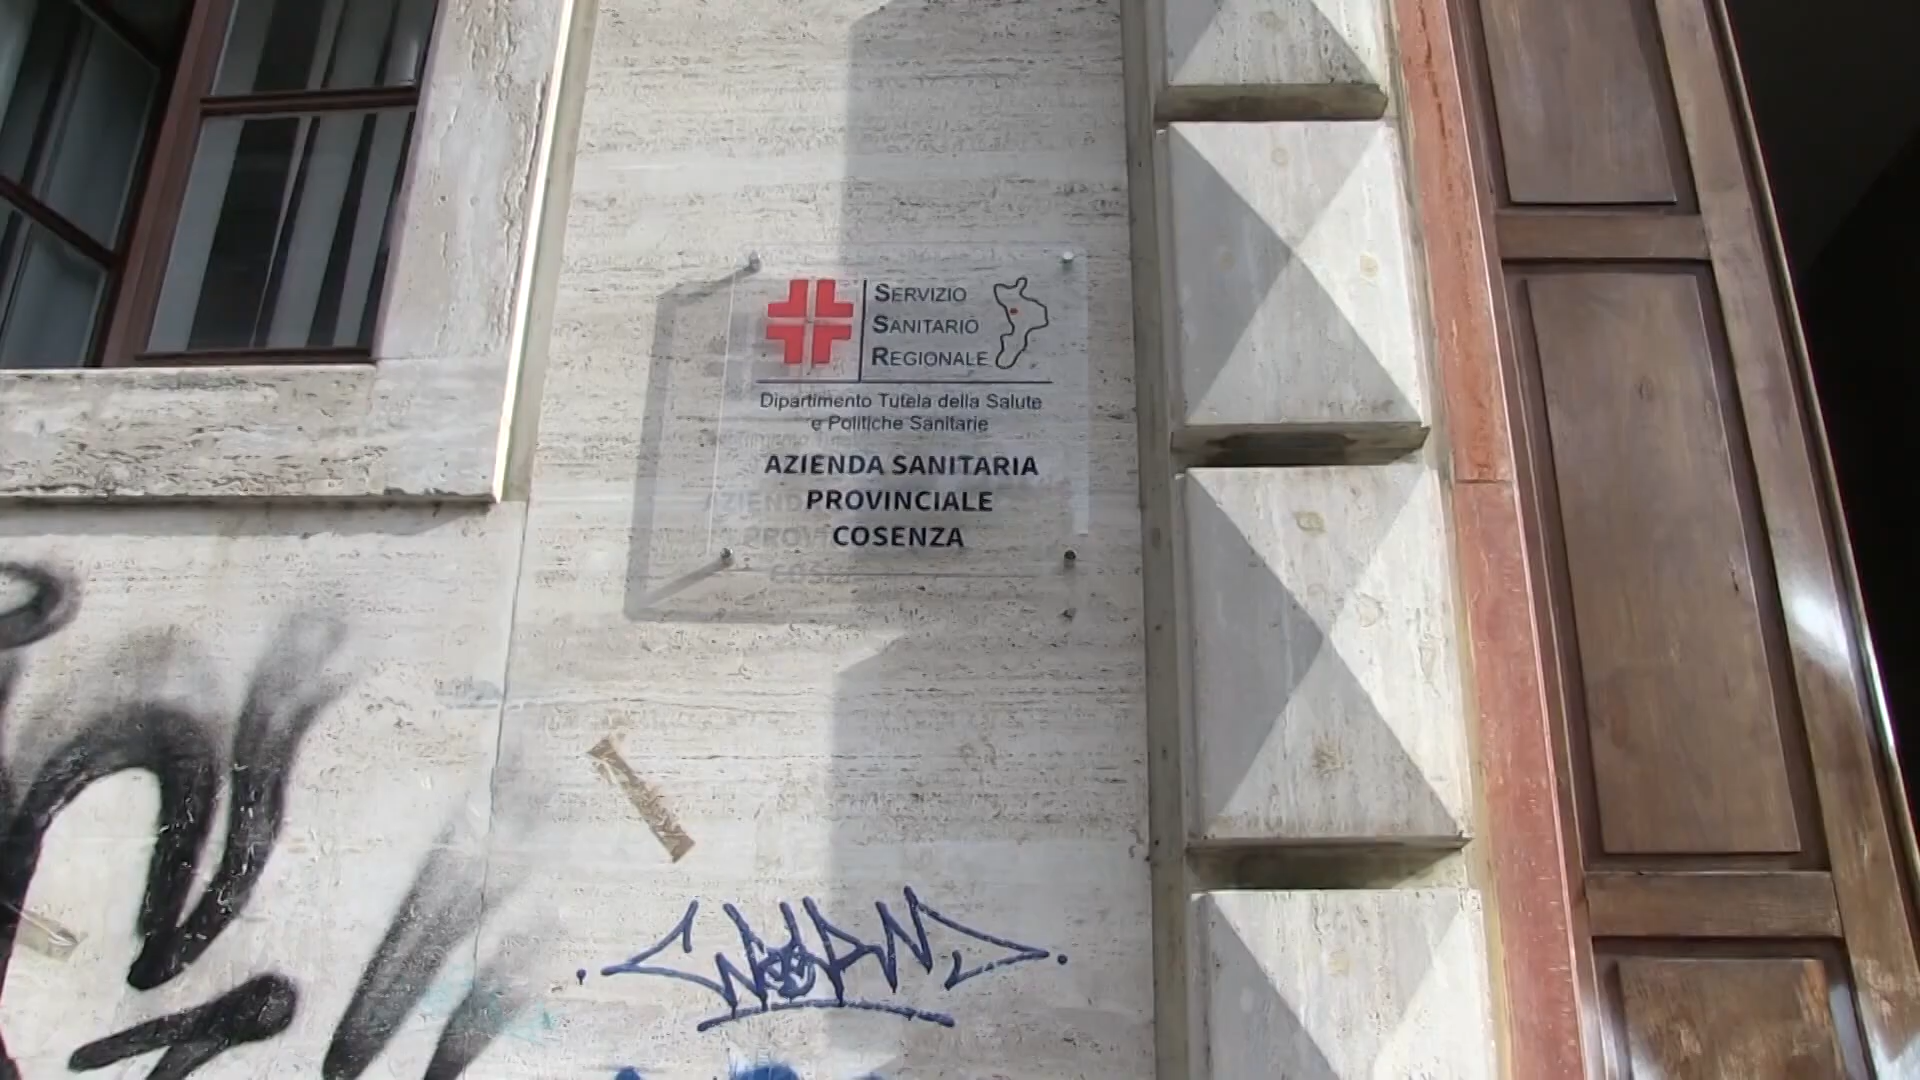 SERVIZIO
SANITARIO
REGIONALE
Dipartimento Tutela della Salute
e Politiche Sanitarie
AZIENDA SANITARIA
PROVINCIALE
COSENZA